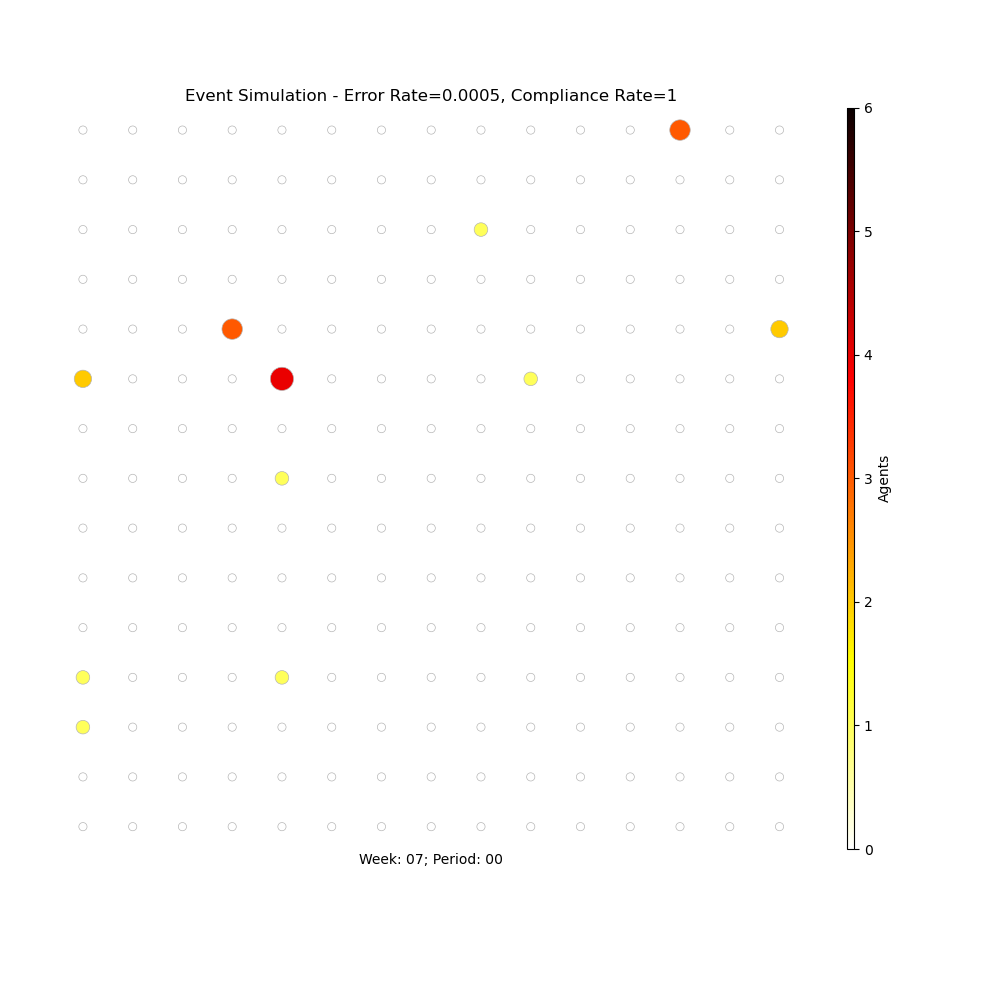 Event Simulation - Error Rate=0.0005, Compliance Rate=1
6
5
4
3
2
1
0
Agents
Week: 07; Period: 00